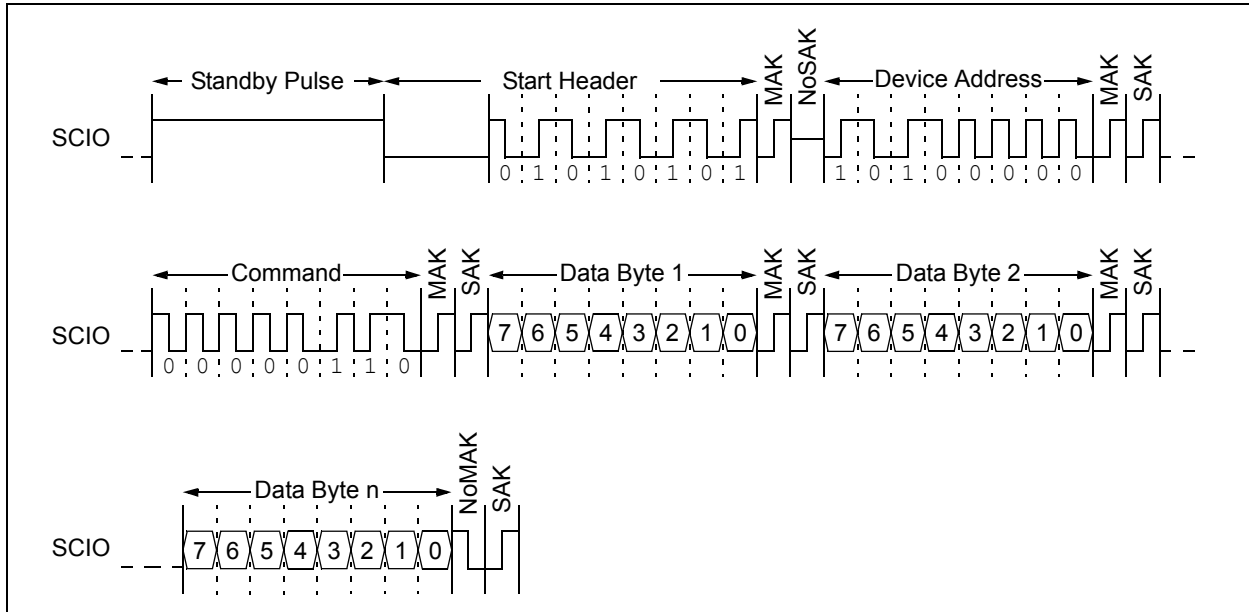 Standby Pulse Start Header MAK NoSAK Device Address MAK SAK
SCIO
0 1 0 1 0 1 0 1 1 0 1 0 0 0 0 0
Command MAK SAK Data Byte 1 MAK SAK Data Byte 2 MAK SAK
SCIO 7 6 5 4 3 2 1 0 7 6 5 4 3 2 1 0
0 0 0 0 0 1 1 0
Data Byte n NoMAK SAK
SCIO 7 6 5 4 3 2 1 0